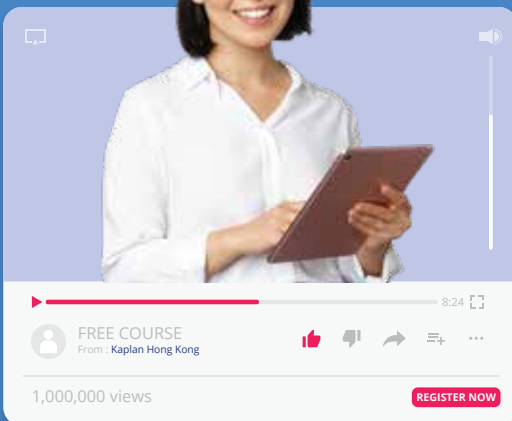 8:24
FREE COURSE
From : Kaplan Hong Kong
1,000,000 views
REGISTER NOW